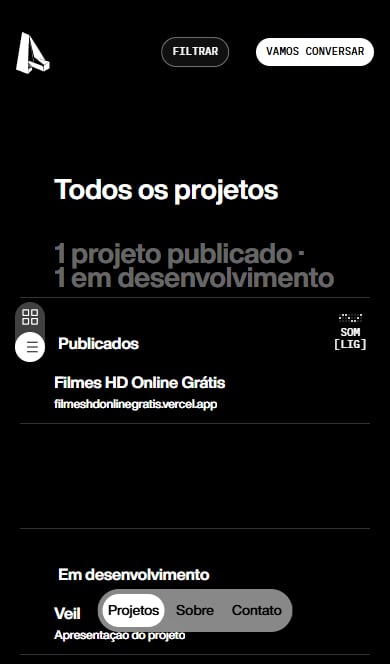 FILTRAR
VAMOS CONVERSAR
Todos os projetos
1 projeto publicado ·
1 em desenvolvimento
SOM
[LIG]
Publicados
Filmes HD Online Grátis
filmeshdonlinegratis.vercel.app
Em desenvolvimento
Veil
Projetos
Sobre
Contato
Apresentação do projeto